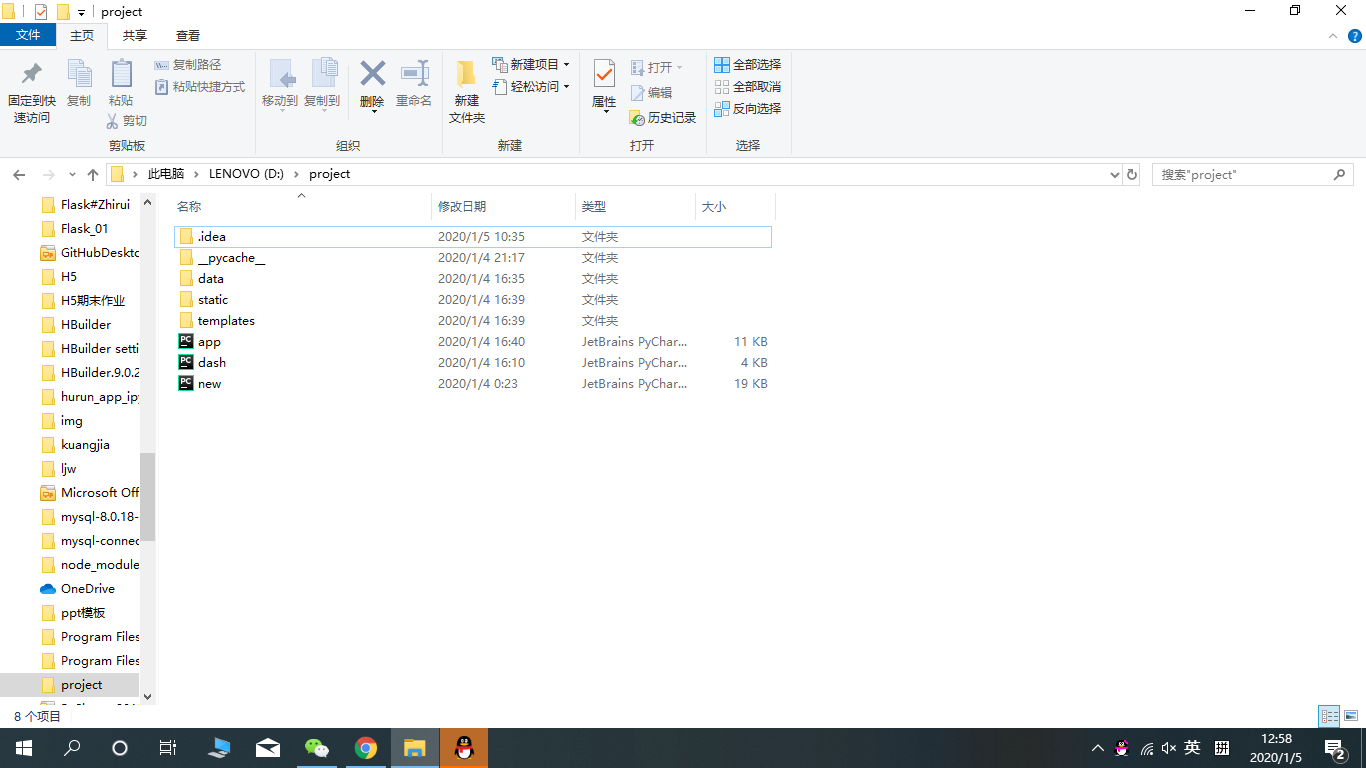 project
文件 主页 共享 查看
固定到快速访问
复制
粘贴
复制路径
粘贴快捷方式
剪切
剪贴板
移动到
复制到
删除
重命名
组织
新建文件夹
新建项目
轻松访问
新建
属性
打开
编辑
历史记录
打开
全部选择
全部取消
反向选择
选择
此电脑 LENOVO (D:) project
搜索"project"
Flask#Zhirui
Flask_01
GitHubDeskto
H5
H5期末作业
HBuilder
HBuilder setti
HBuilder.9.0.2
hurun_app_ipy
img
kuangjia
ljw
Microsoft Off
mysql-8.0.18-
mysql-connec
node_module
OneDrive
ppt模板
Program Files
Program Files
project
名称 修改日期 类型 大小
.idea 2020/1/5 10:35 文件夹
__pycache__ 2020/1/4 21:17 文件夹
data 2020/1/4 16:35 文件夹
static 2020/1/4 16:39 文件夹
templates 2020/1/4 16:39 文件夹
app 2020/1/4 16:40 JetBrains PyChar... 11 KB
dash 2020/1/4 16:10 JetBrains PyChar... 4 KB
new 2020/1/4 0:23 JetBrains PyChar... 19 KB
8 个项目
英
拼
12:58
2020/1/5
2